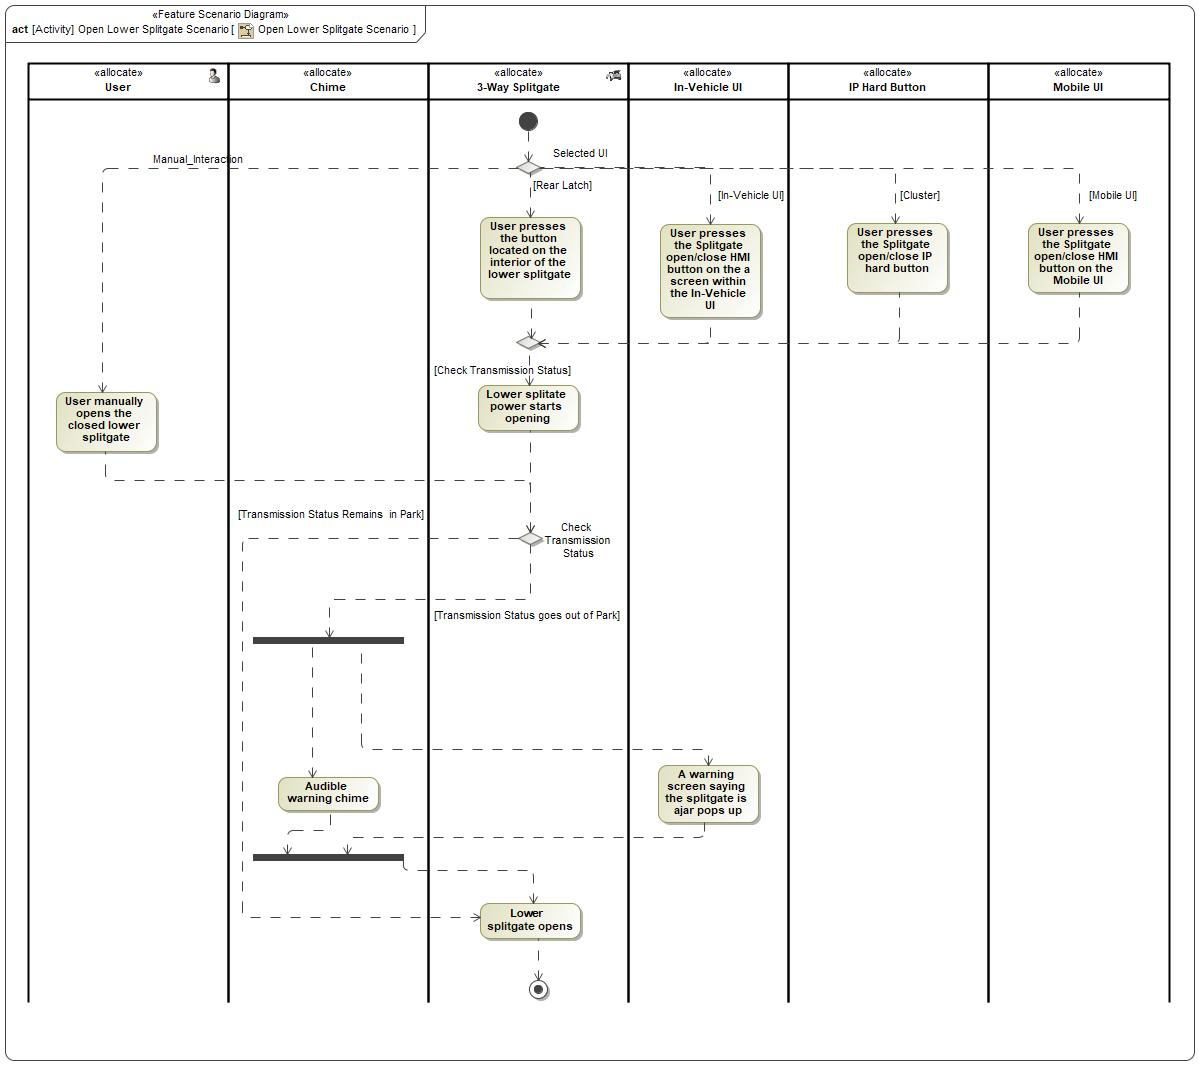 «Feature Scenario Diagram»
act [Activity] Open Lower Splitgate Scenario [ Open Lower Splitgate Scenario ]
«allocate»
User
«allocate»
Chime
«allocate»
3-Way Splitgate
«allocate»
In-Vehicle UI
«allocate»
IP Hard Button
«allocate»
Mobile UI
Manual_Interaction
Selected UI
[Rear Latch]
[In-Vehicle UI]
[Cluster]
[Mobile UI]
User presses
the button
located on the
interior of the
lower splitgate
User presses
the Splitgate
open/close HMI
button on the a
screen within
the In-Vehicle
UI
User presses
the Splitgate
open/close IP
hard button
User presses
the Splitgate
open/close HMI
button on the
Mobile UI
[Check Transmission Status]
User manually
opens the
closed lower
splitgate
Lower splitate
power starts
opening
[Transmission Status Remains  in Park]
Check
Transmission
Status
[Transmission Status goes out of Park]
Audible
warning chime
A warning
screen saying
the splitgate is
ajar pops up
Lower
splitgate opens